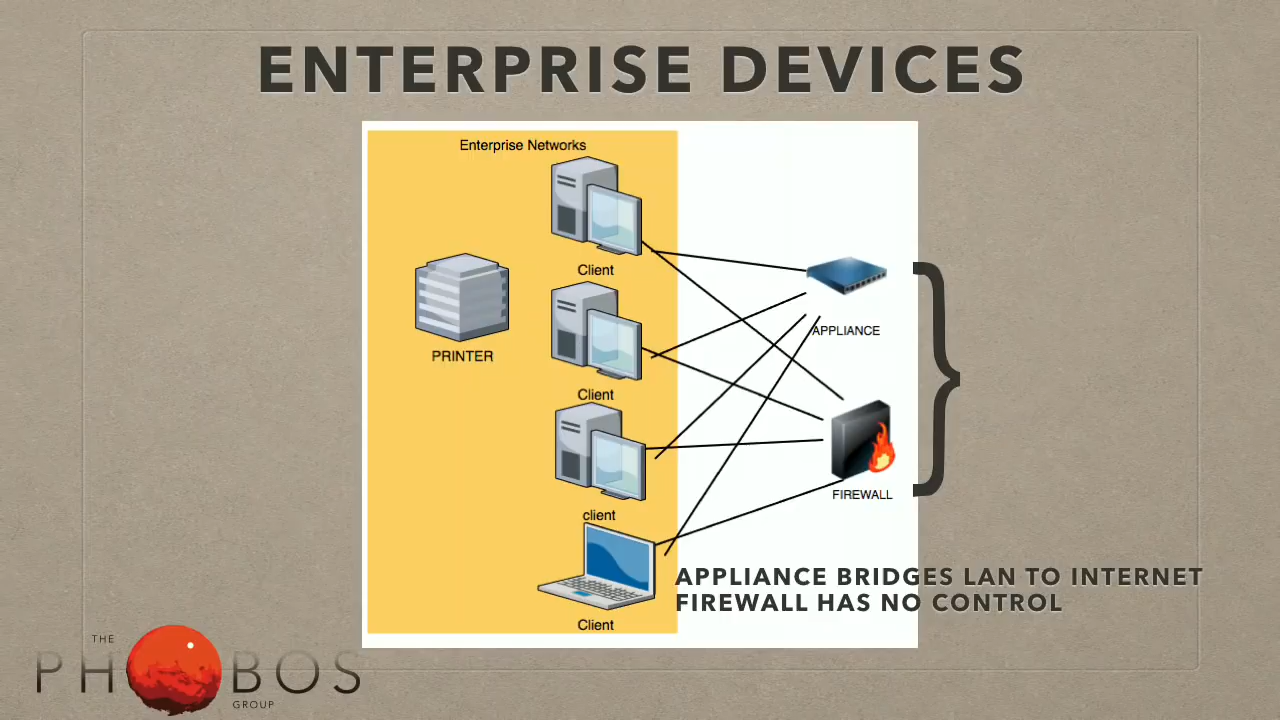 ENTERPRISE DEVICES
Enterprise Networks
Client
PRINTER
Client
client
Client
APPLIANCE
FIREWALL
}
APPLIANCE BRIDGES LAN TO INTERNET
FIREWALL HAS NO CONTROL
THE
PHOBOS
GROUP